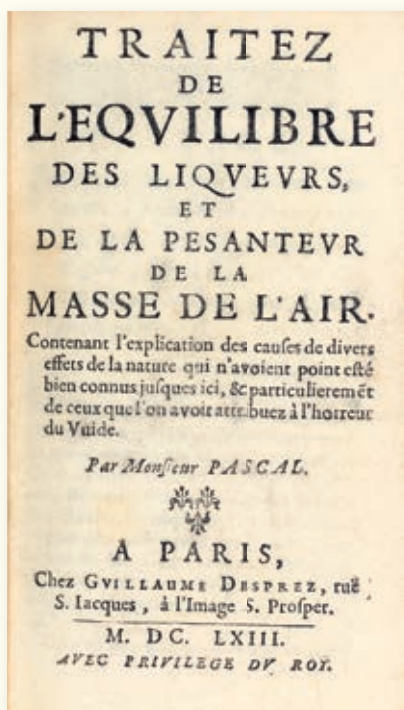 TRAITEZ
DE
L'EQVILIBRE
DES LIQVEVRS,
ET
DE LA PESANTEVR
DE LA
MASSE DE L'AIR.
Contenant l'explication des cauſes de divers
effets de la nature qui n'avoient point eſté
bien connus juſques ici, & particulieremẽt
de ceux que l'on avoit attribuez à l'horreur
du Vuide.
Par Monſieur PASCAL.
A PARIS,
Chez GVILLAUME DESPREZ, ruë
S. Iacques, à l'Image S. Proſper.
M. DC. LXIII.
AVEC PRIVILEGE DV ROY.